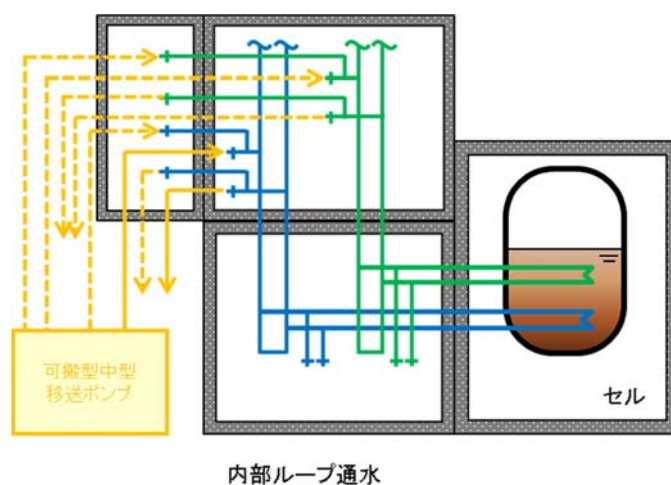 可搬型中型
移送ポンプ
セル
内部ループ通水